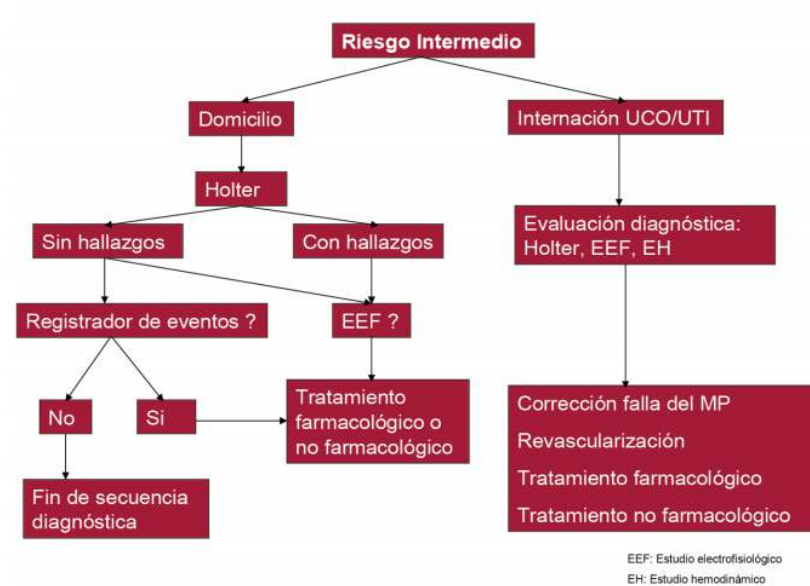 Riesgo Intermedio
Domicilio
Internación UCO/UTI
Holter
Evaluación diagnóstica:
Holter, EEF, EH
Sin hallazgos
Con hallazgos
Registrador de eventos ?
EEF ?
No
Si
Tratamiento
farmacológico o
no farmacológico
Corrección falla del MP
Revascularización
Tratamiento farmacológico
Tratamiento no farmacológico
Fin de secuencia
diagnóstica
EEF: Estudio electrofisiológico
EH: Estudio hemodinámico